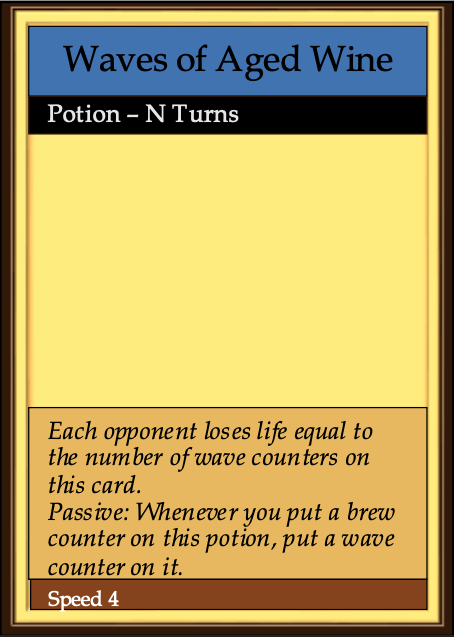 Waves of Aged Wine
Potion – N Turns
Each opponent loses life equal to
the number of wave counters on
this card.
Passive: Whenever you put a brew
counter on this potion, put a wave
counter on it.
Speed 4